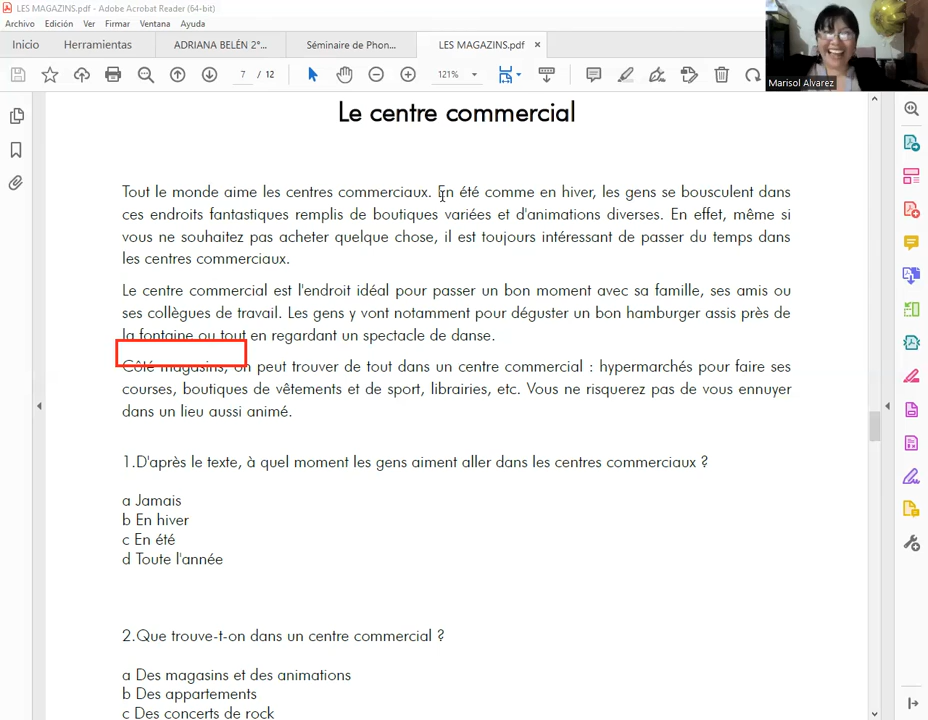 LES MAGAZINS.pdf - Adobe Acrobat Reader (64-bit)
Archivo Edición Ver Firmar Ventana Ayuda
Inicio Herramientas ADRIANA BELÉN 2°... Séminaire de Phon... LES MAGAZINS.pdf ×
7 / 12 121%
Marisol Alvarez
Le centre commercial
Tout le monde aime les centres commerciaux. En été comme en hiver, les gens se bousculent dans
ces endroits fantastiques remplis de boutiques variées et d'animations diverses. En effet, même si
vous ne souhaitez pas acheter quelque chose, il est toujours intéressant de passer du temps dans
les centres commerciaux.
Le centre commercial est l'endroit idéal pour passer un bon moment avec sa famille, ses amis ou
ses collègues de travail. Les gens y vont notamment pour déguster un bon hamburger assis près de
la fontaine ou tout en regardant un spectacle de danse.
Côté magasins, on peut trouver de tout dans un centre commercial : hypermarchés pour faire ses
courses, boutiques de vêtements et de sport, librairies, etc. Vous ne risquerez pas de vous ennuyer
dans un lieu aussi animé.
1.D'après le texte, à quel moment les gens aiment aller dans les centres commerciaux ?
a Jamais
b En hiver
c En été
d Toute l'année
2.Que trouve-t-on dans un centre commercial ?
a Des magasins et des animations
b Des appartements
c Des concerts de rock